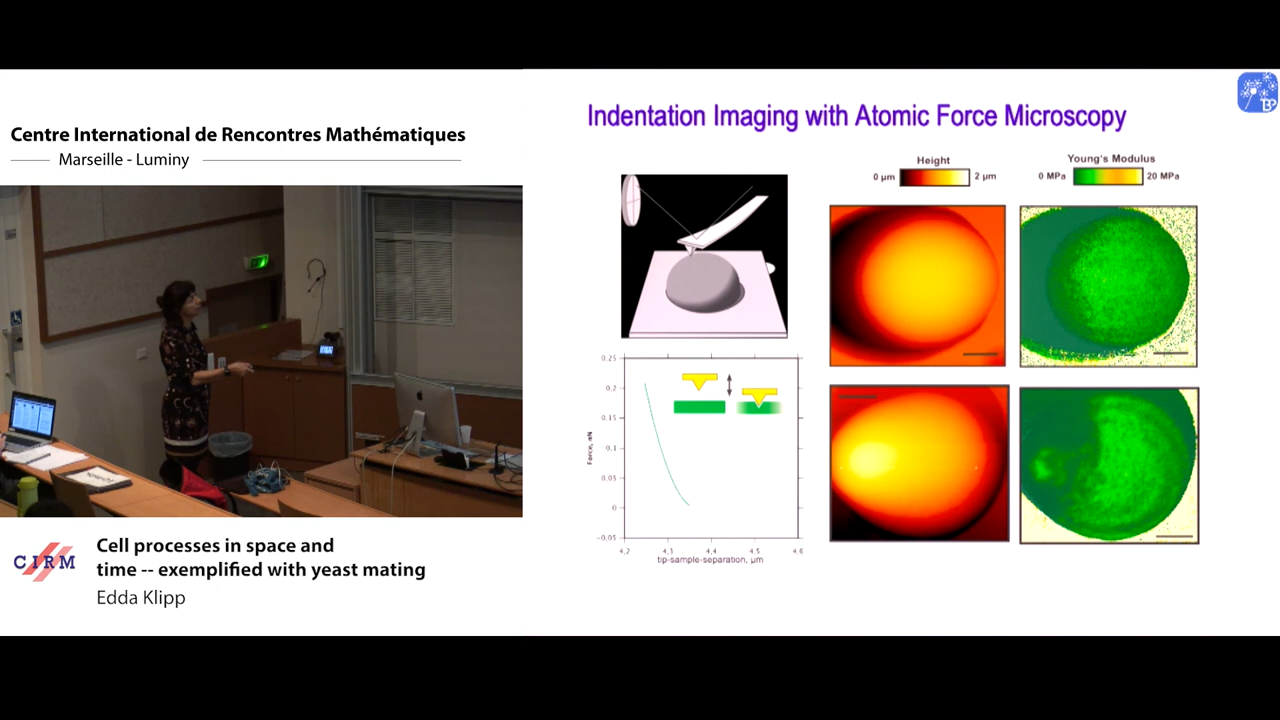 Centre International de Rencontres Mathématiques
Marseille - Luminy
CIRM
Cell processes in space and
time -- exemplified with yeast mating
Edda Klipp
Indentation Imaging with Atomic Force Microscopy
Height
0 µm 2 µm
Young's Modulus
0 MPa 20 MPa
0.25
0.2
0.15
0.1
0.05
0
-0.05
Force, nN
4.2 4.3 4.4 4.5 4.6
tip-sample-separation, µm